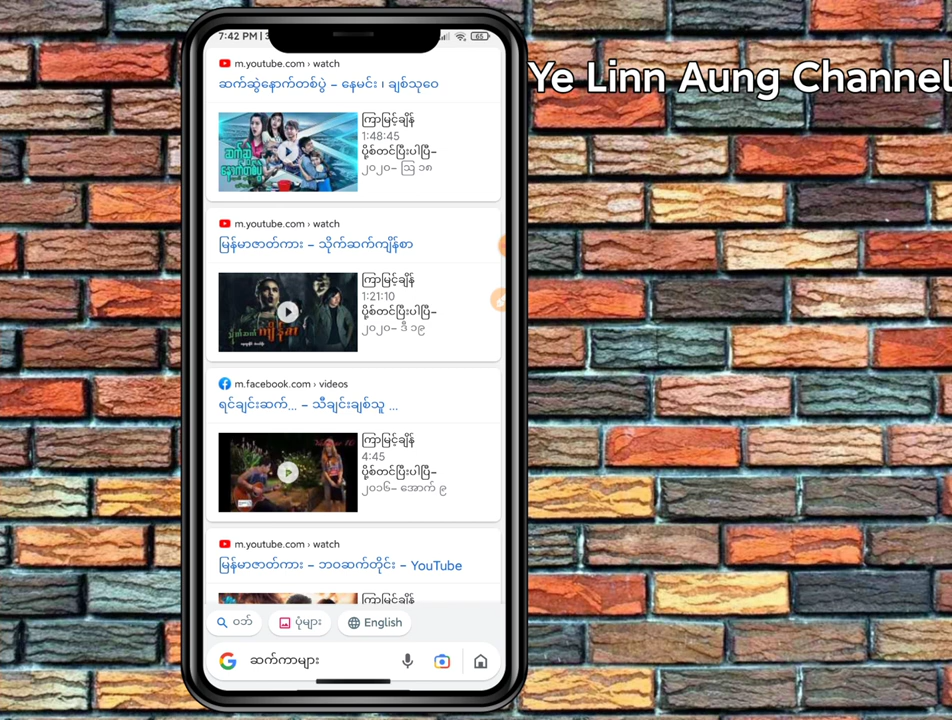 7:42 PM | 3
65
Ye Linn Aung Channel
m.youtube.com › watch
ဆက်ဆွဲနောက်တစ်ပွဲ – နေမင်း ၊ ချစ်သုဝေ
ကြာမြင့်ချိန်
1:48:45
ပို့စ်တင်ပြီးပါပြီ–
၂၀၂၀– ဩ ၁၈
m.youtube.com › watch
မြန်မာဇာတ်ကား – သိုက်ဆက်ကျိန်စာ
ကြာမြင့်ချိန်
1:21:10
ပို့စ်တင်ပြီးပါပြီ–
၂၀၂၀– ဒီ ၁၉
m.facebook.com › videos
ရင်ချင်းဆက်... – သီချင်းချစ်သူ ...
ကြာမြင့်ချိန်
4:45
ပို့စ်တင်ပြီးပါပြီ–
၂၀၁၆– အောက် ၉
m.youtube.com › watch
မြန်မာဇာတ်ကား – ဘဝဆက်တိုင်း – YouTube
ကြာမြင့်ချိန်
ဝဘ် ပုံများ English
ဆက်ကာများ